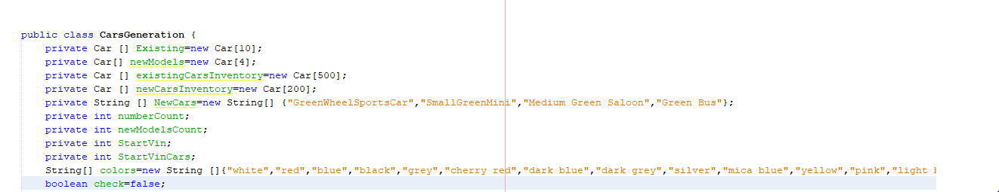 public class CarsGeneration {
private Car [] Existing=new Car[10];
private Car[] newModels=new Car[4];
private Car [] existingCarsInventory=new Car[500];
private Car [] newCarsInventory=new Car[200];
private String [] NewCars=new String[] {"GreenWheelSportsCar","SmallGreenMini","Medium Green Saloon","Green Bus"};
private int numberCount;
private int newModelsCount;
private int StartVin;
private int StartVinCars;
String[] colors=new String []{"white","red","blue","black","grey","cherry red","dark blue","dark grey","silver","mica blue","yellow","pink","light
boolean check=false;